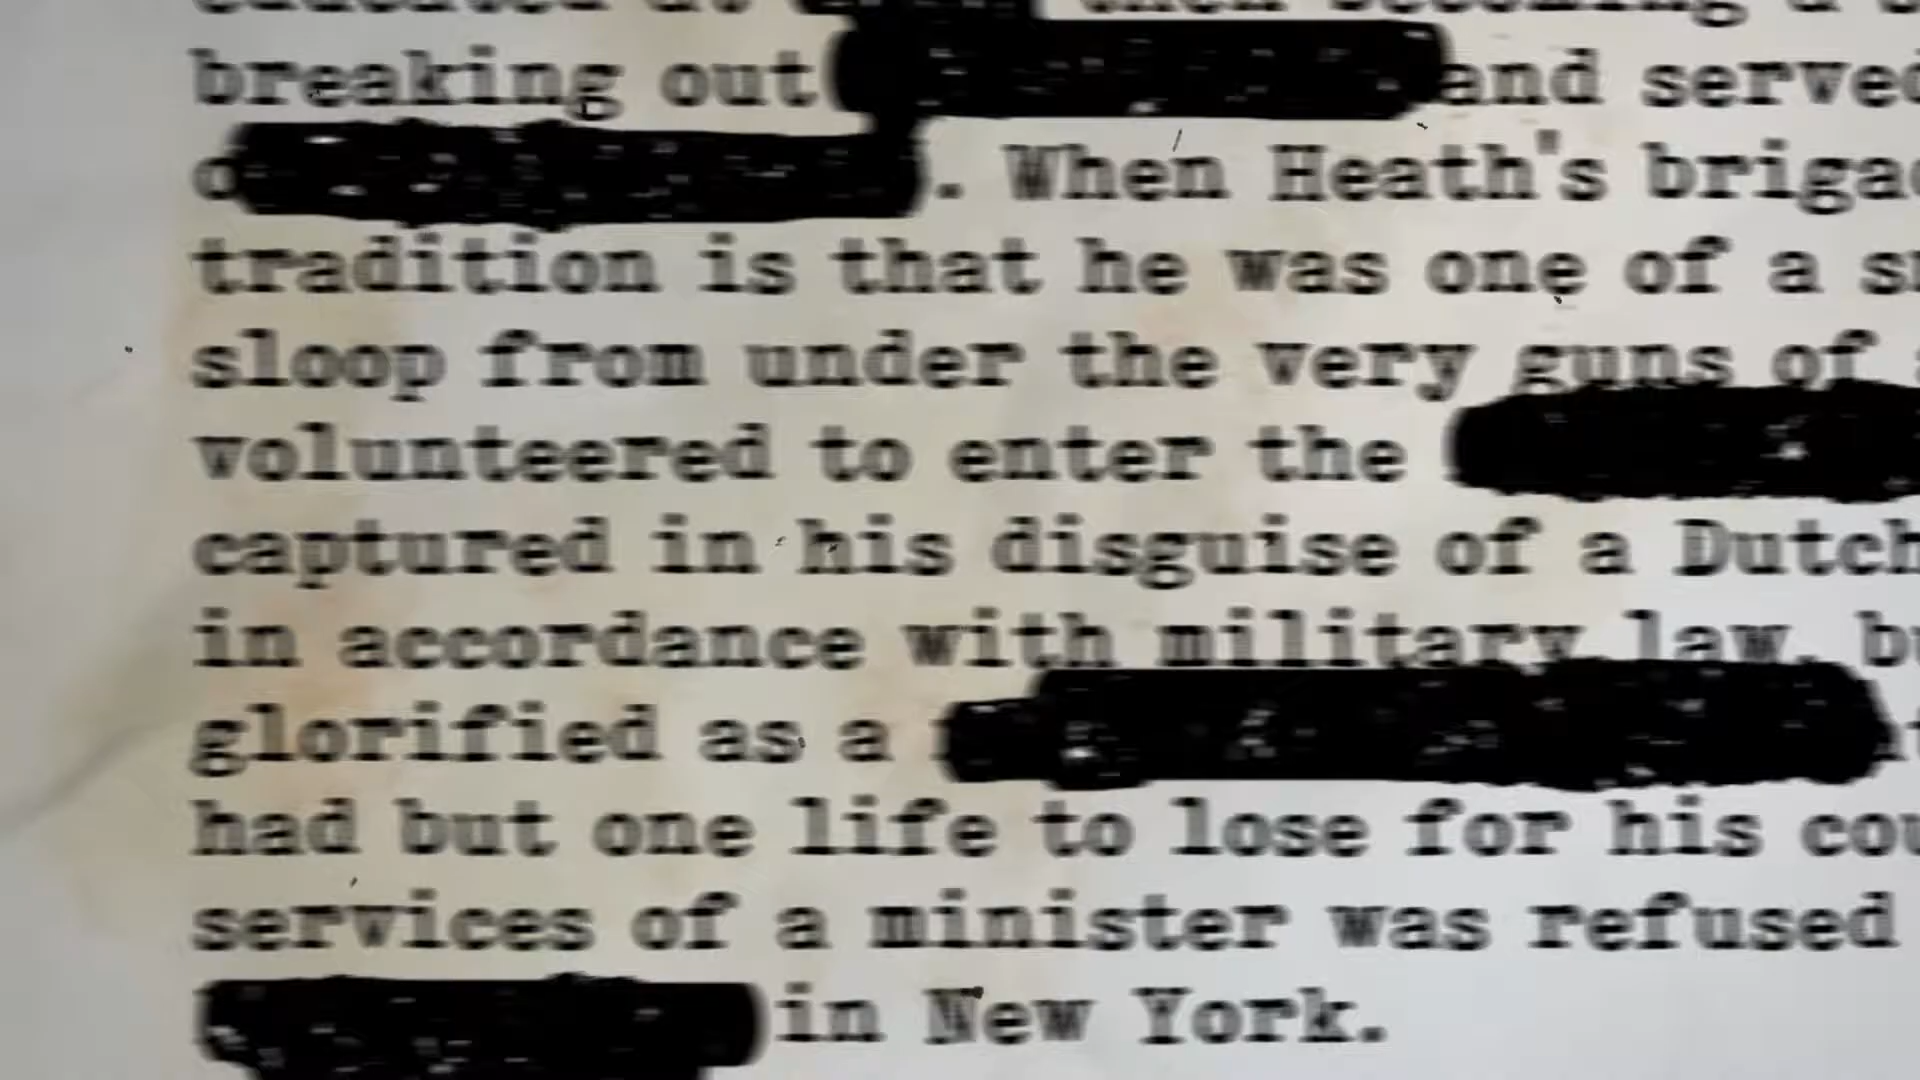 breaking out and served
. When Heath's
tradition is that he was one of a
sloop from under the very guns of
volunteered to enter the
captured in his disguise of a Dutch
in accordance with military law,
glorified as a
had but one life to lose for his
services of a minister was refused
in New York.